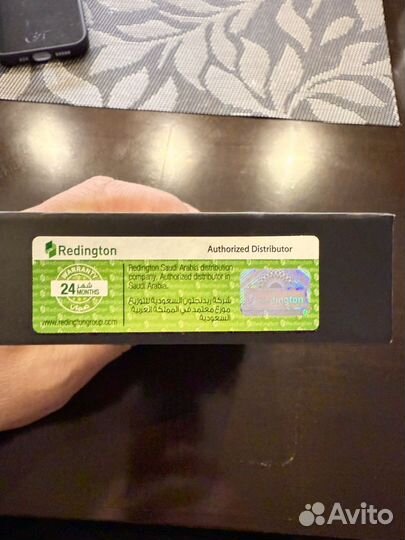 Redington
Authorized Distributor
WARRANTY
24 شهر
MONTHS
ضمان
www.redingtongroup.com
Redington Saudi Arabia distribution
company. Authorized distributor in
Saudi Arabia.
شركة ريدنجتون السعودية للتوزيع
موزع معتمد في المملكة العربية
السعودية
Redington
Avito